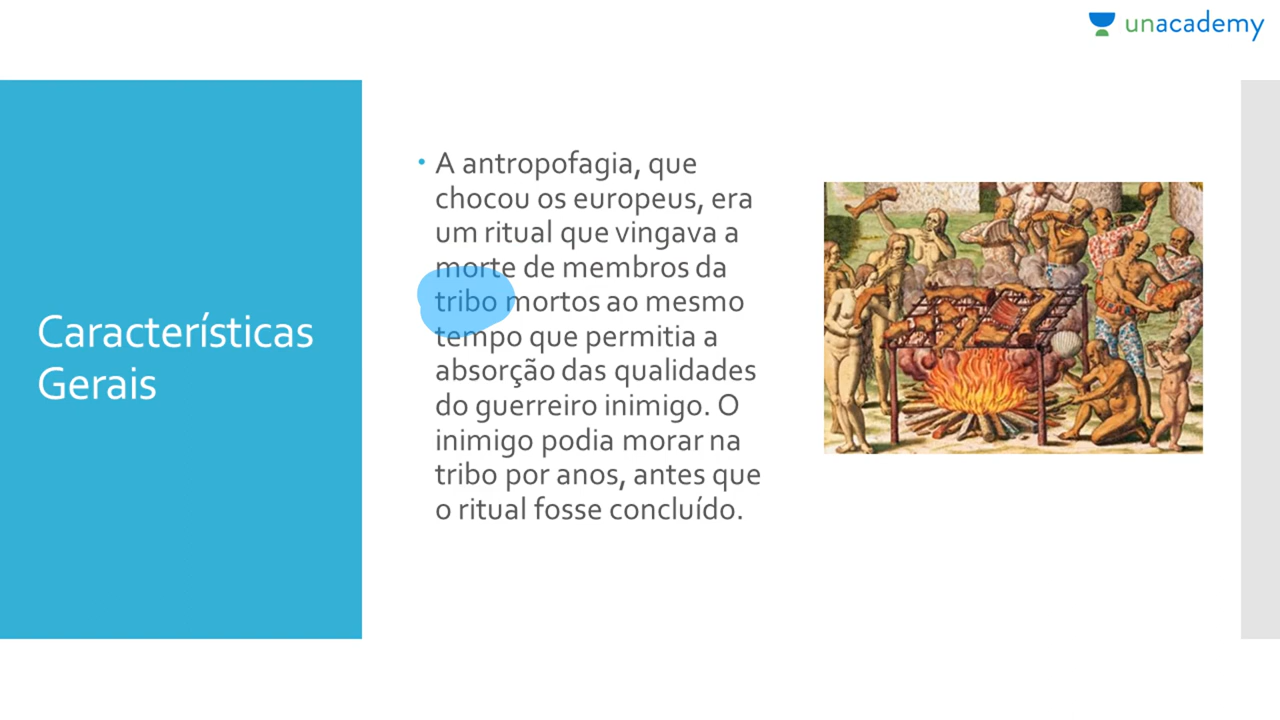 unacademy
Características
Gerais
• A antropofagia, que
chocou os europeus, era
um ritual que vingava a
morte de membros da
tribo mortos ao mesmo
tempo que permitia a
absorção das qualidades
do guerreiro inimigo. O
inimigo podia morar na
tribo por anos, antes que
o ritual fosse concluído.